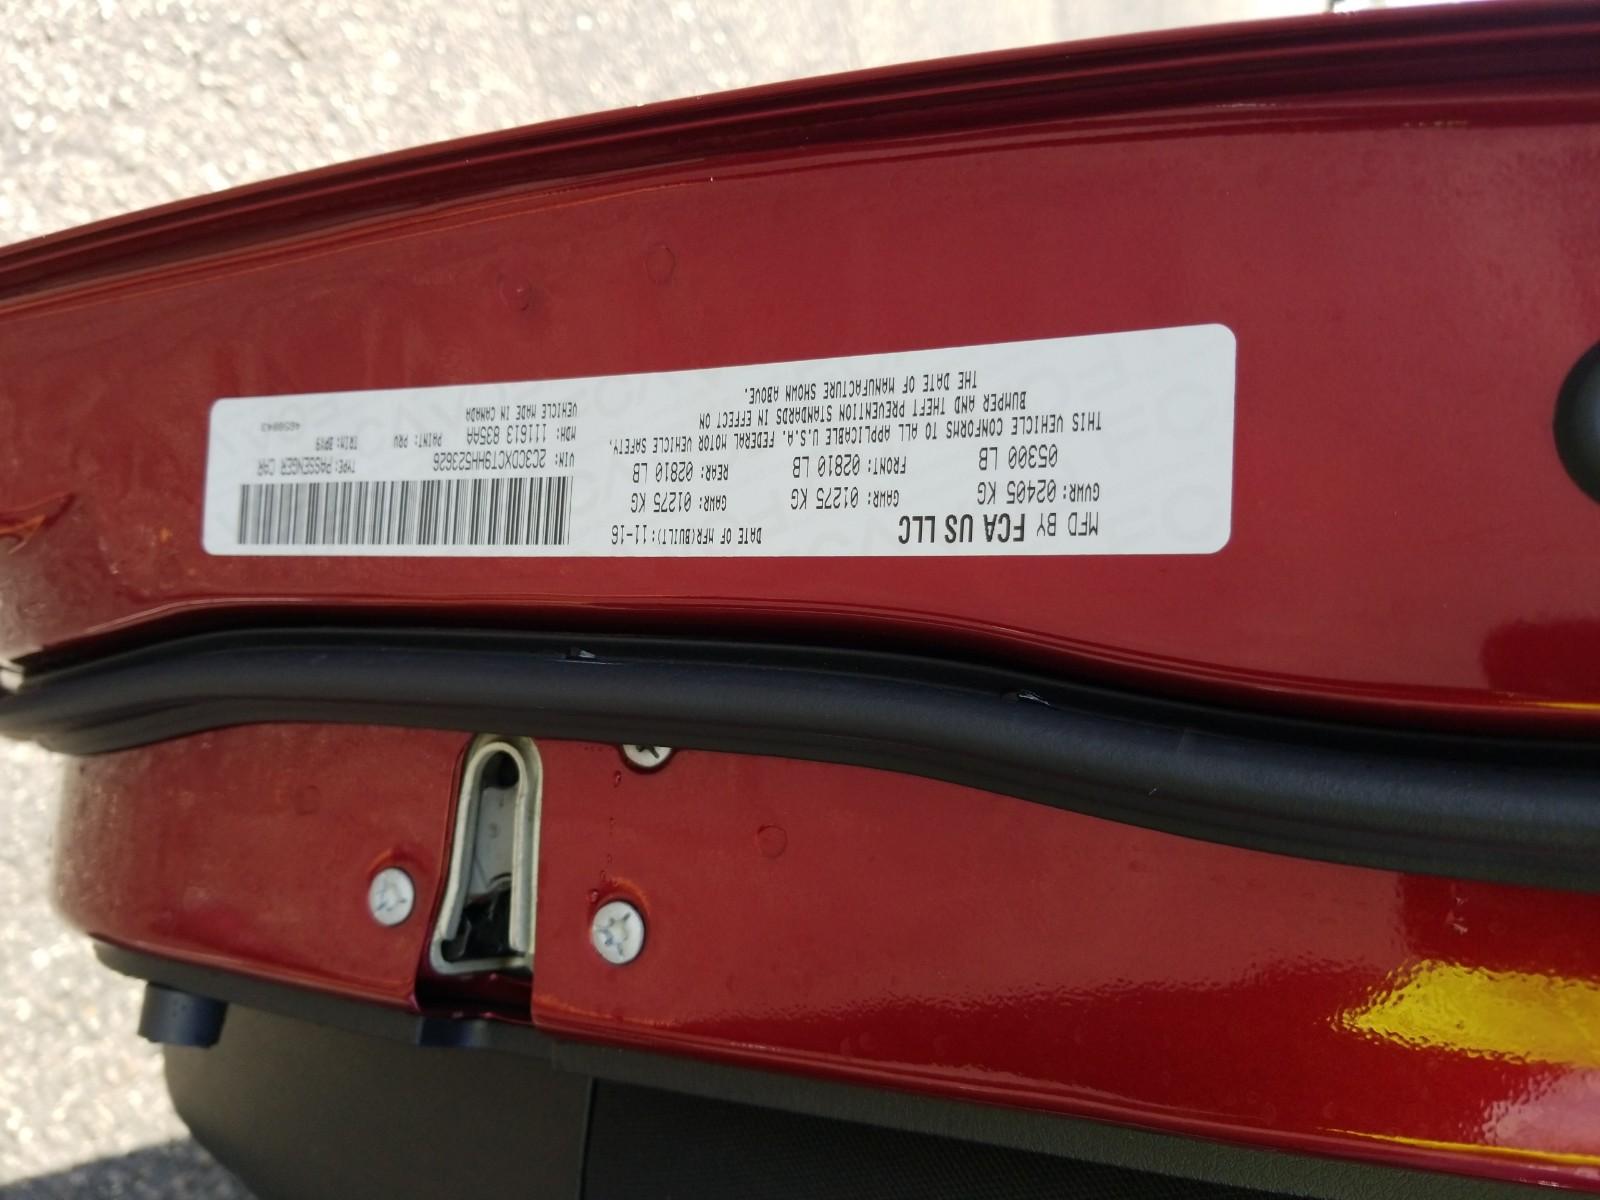 MFD BY FCA US LLC
DATE OF MFR(BUILT):11-16
GVWR: 02405 KG GAWR: 01275 KG GAWR: 01275 KG
05300 LB FRONT: 02810 LB REAR: 02810 LB
THIS VEHICLE CONFORMS TO ALL APPLICABLE U.S.A. FEDERAL MOTOR VEHICLE SAFETY,
BUMPER AND THEFT PREVENTION STANDARDS IN EFFECT ON
THE DATE OF MANUFACTURE SHOWN ABOVE.
VIN: 2C3CDXCT9HH523626 TYPE: PASSENGER CAR
MDH: 111613 835AA PAINT: PRV TRIM: BPX9
VEHICLE MADE IN CANADA 4658843